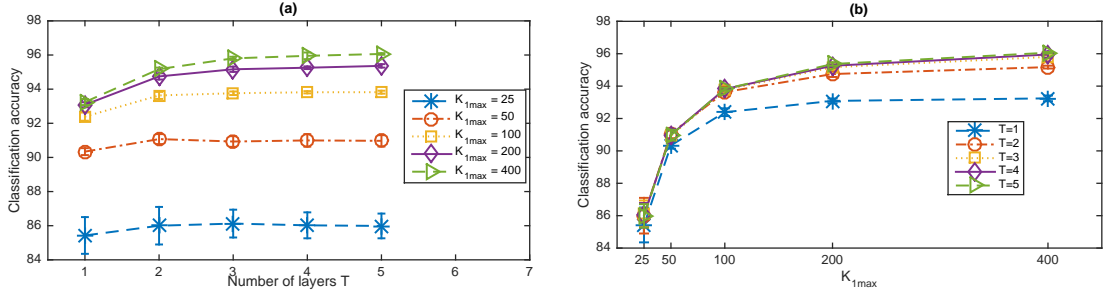 (a)
Classification accuracy
98
96
94
92
90
88
86
84
1 2 3 4 5 6 7
Number of layers T
K1max = 25
K1max = 50
K1max = 100
K1max = 200
K1max = 400
(b)
Classification accuracy
98
96
94
92
90
88
86
84
25 50 100 200 400
K1max
T=1
T=2
T=3
T=4
T=5